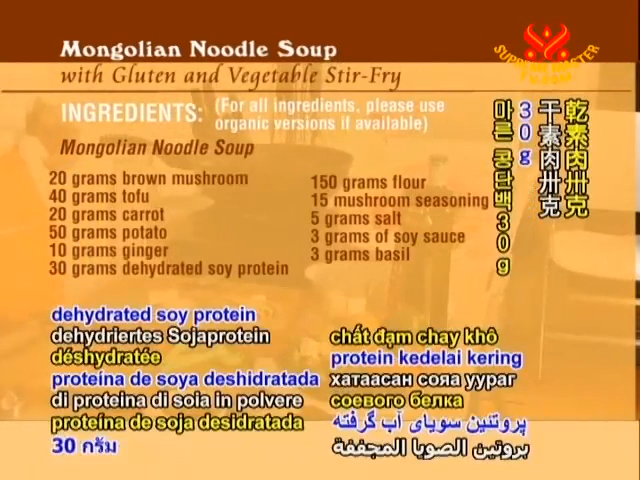 Mongolian Noodle Soup
with Gluten and Vegetable Stir-Fry
INGREDIENTS: (For all ingredients, please use
organic versions if available)
Mongolian Noodle Soup
20 grams brown mushroom
40 grams tofu
20 grams carrot
50 grams potato
10 grams ginger
30 grams dehydrated soy protein
150 grams flour
15 mushroom seasoning
5 grams salt
3 grams of soy sauce
3 grams basil
乾素肉卅克
干素肉卅克
30g
마른 콩단백30g
dehydrated soy protein
dehydriertes Sojaprotein
déshydratée
proteína de soya deshidratada
di proteina di soia in polvere
proteína de soja desidratada
30 กรัม
chất đạm chay khô
protein kedelai kering
хатаасан сояа уураг
соевого белка
پروتئین سویای آب گرفته
بروتين الصويا المجففة
SUPREME MASTER